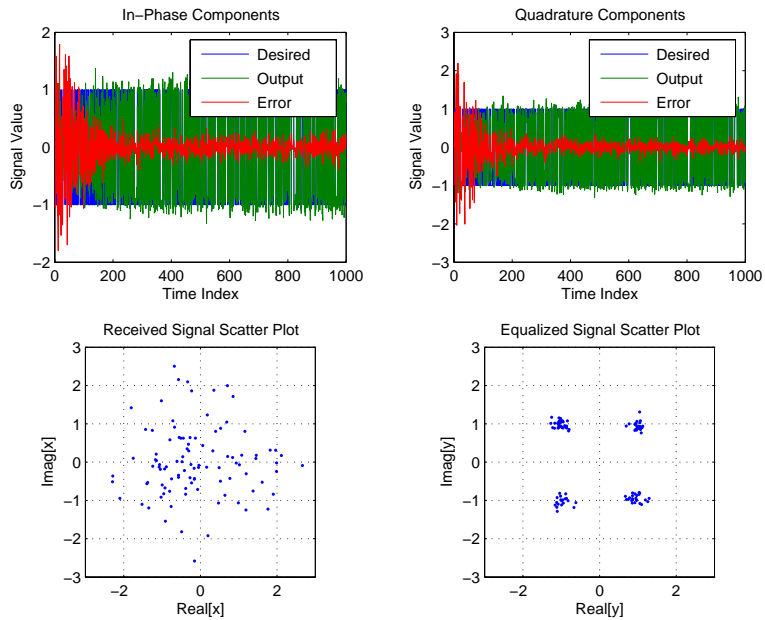 In-Phase Components
Signal Value
2
1
0
-1
-2
Desired
Output
Error
0 200 400 600 800 1000
Time Index
Quadrature Components
Signal Value
3
2
1
0
-1
-2
-3
Desired
Output
Error
0 200 400 600 800 1000
Time Index
Received Signal Scatter Plot
Imag[x]
3
2
1
0
-1
-2
-3
-2 0 2
Real[x]
Equalized Signal Scatter Plot
Imag[y]
3
2
1
0
-1
-2
-3
-2 0 2
Real[y]